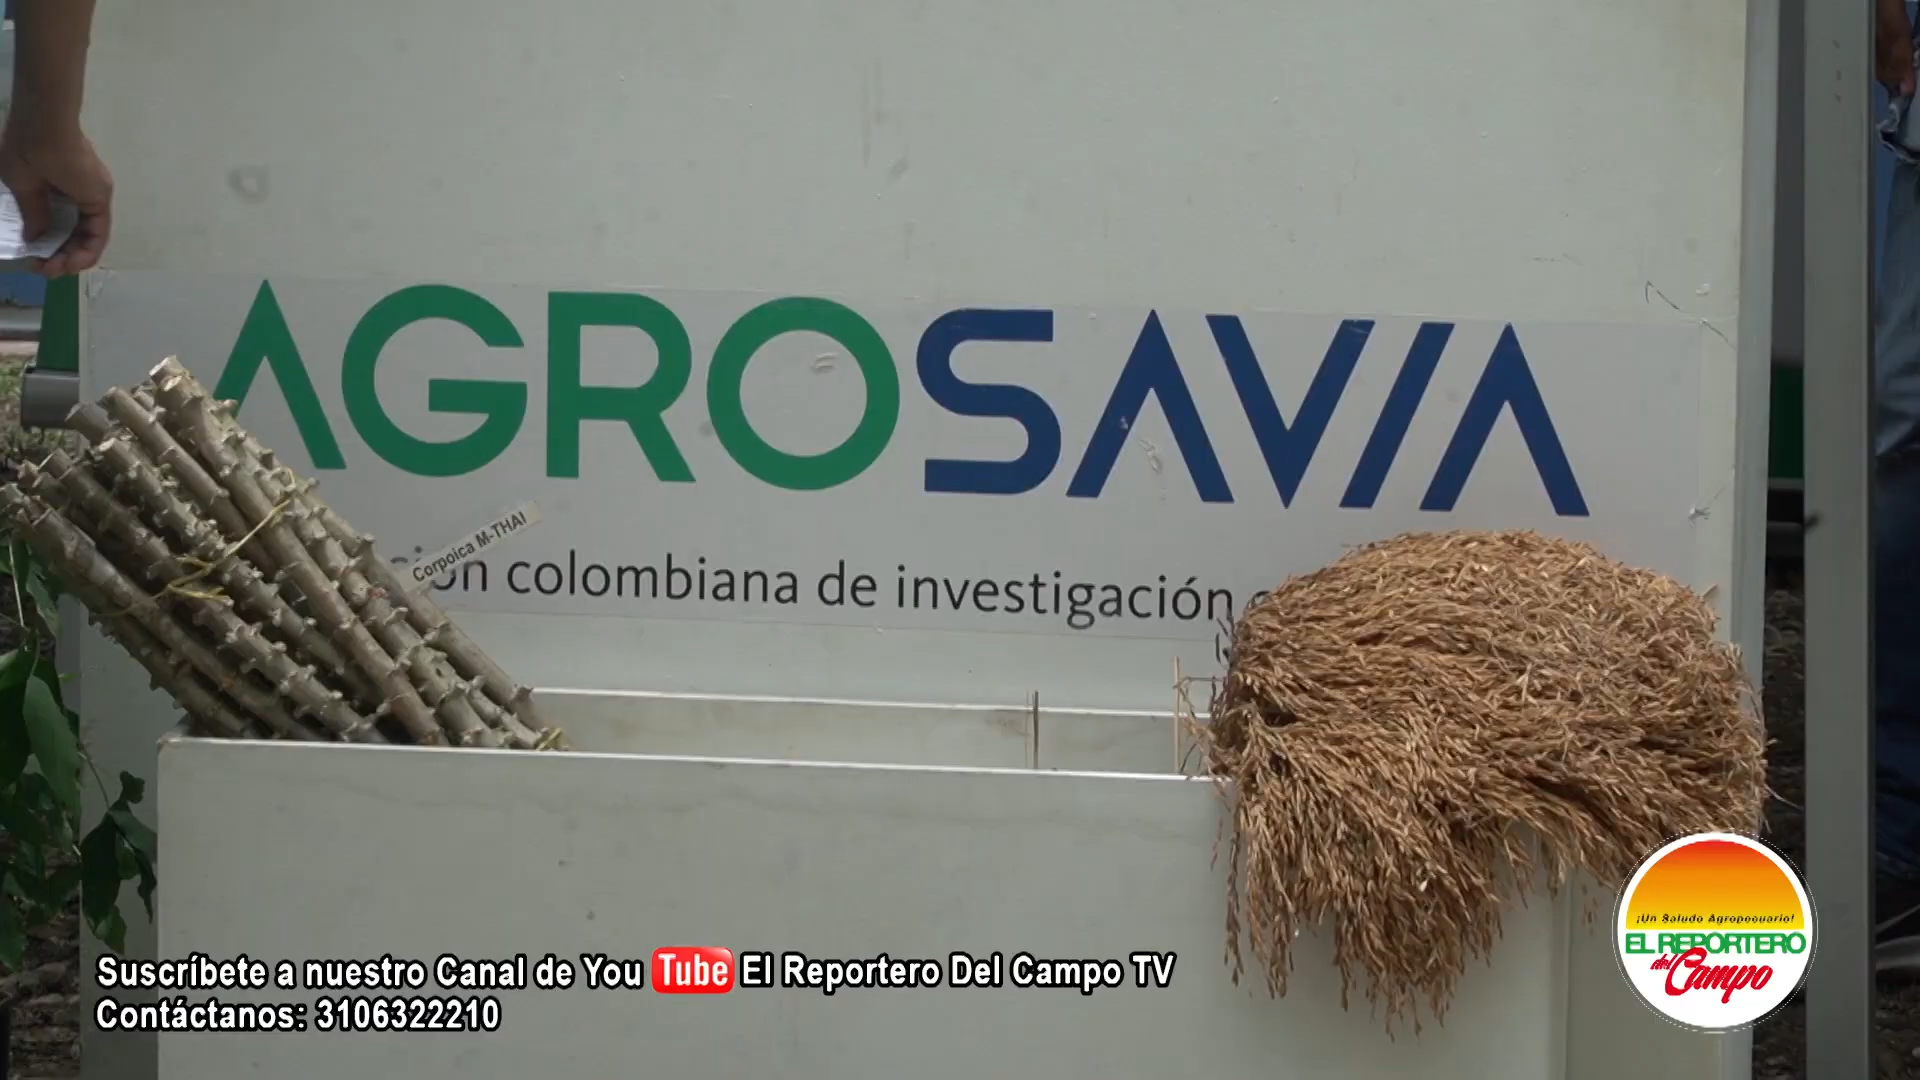 AGROSAVIA
Corpoica M-THAI
ión colombiana de investigación
¡Un Saludo Agropecuario!
EL REPORTERO
del Campo
Suscríbete a nuestro Canal de You Tube El Reportero Del Campo TV
Contáctanos: 3106322210